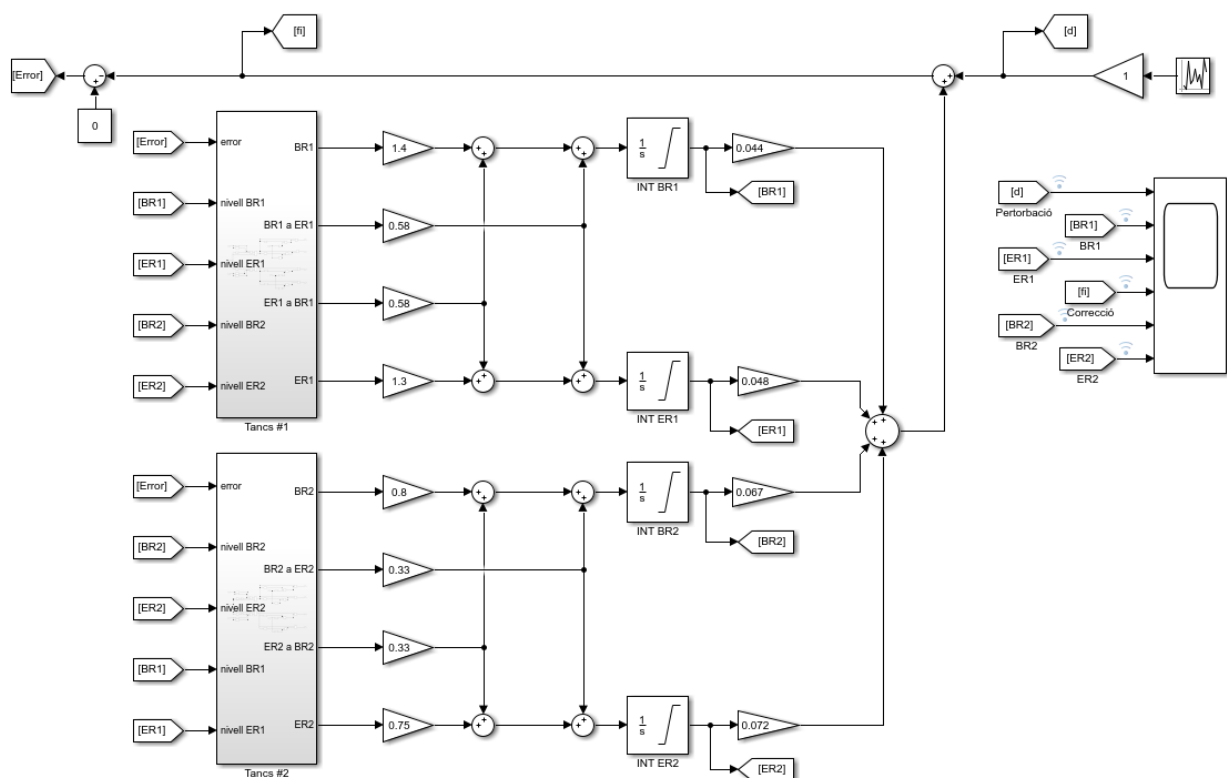 [fi]
[d]
[Error]
1
0
[Error]
error
BR1
1.4
1
s
INT BR1
0.044
[BR1]
[BR1]
nivell BR1
BR1 a ER1
0.58
[ER1]
nivell ER1
ER1 a BR1
0.58
[BR2]
nivell BR2
[ER2]
nivell ER2
ER1
1.3
1
s
INT ER1
0.048
[ER1]
Tancs #1
[d]
Pertorbació
[BR1]
BR1
[ER1]
ER1
[fi]
Correcció
[BR2]
BR2
[ER2]
ER2
[Error]
error
BR2
0.8
1
s
INT BR2
0.067
[BR2]
[BR2]
nivell BR2
BR2 a ER2
0.33
[ER2]
nivell ER2
ER2 a BR2
0.33
[BR1]
nivell BR1
[ER1]
nivell ER1
ER2
0.75
1
s
INT ER2
0.072
[ER2]
Tancs #2